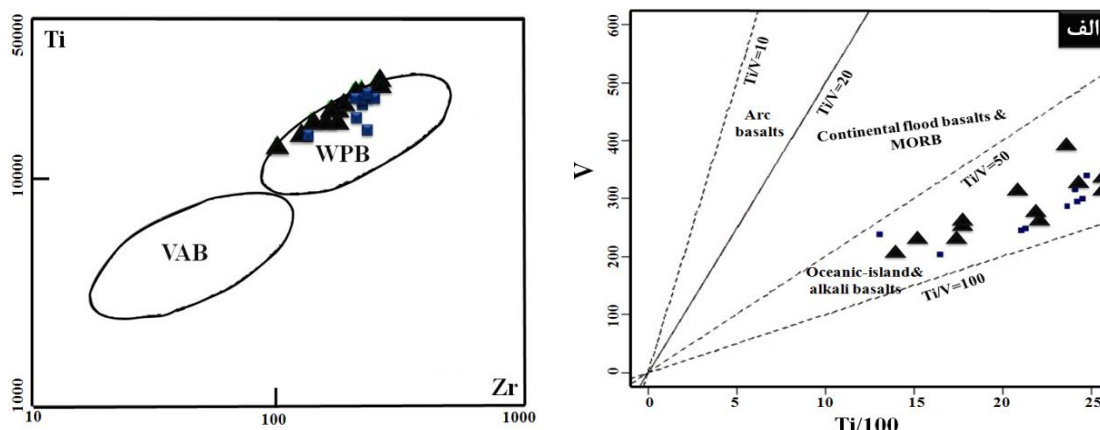 50000
Ti
10000
1000
10
100
1000
Zr
WPB
VAB
الف
V
600
500
400
300
200
100
0
0
5
10
15
20
25
Ti/100
Ti/V=10
Ti/V=20
Ti/V=50
Ti/V=100
Arc
basalts
Continental flood basalts &
MORB
Oceanic-island&
alkali basalts